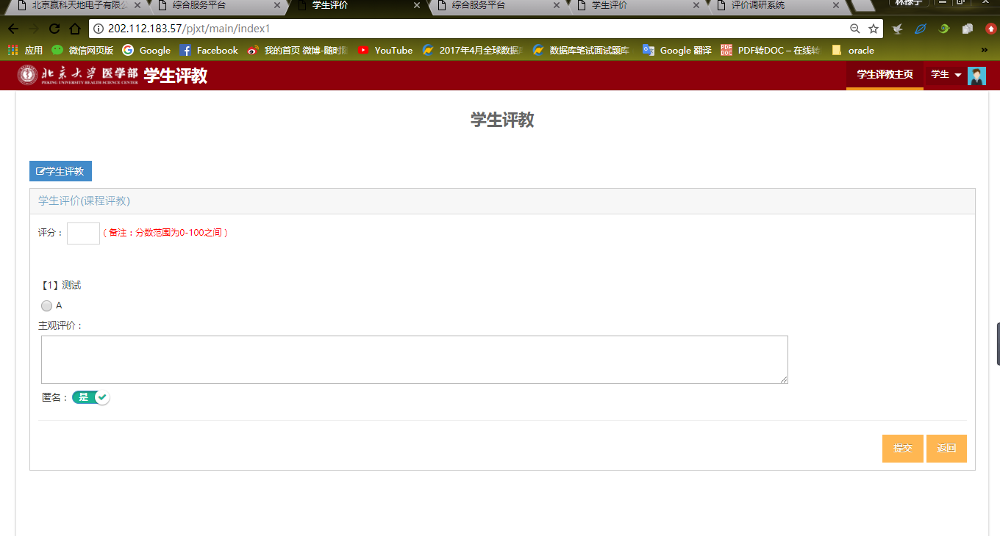 北京赢科天地电子有限公 综合服务平台 学生评价 综合服务平台 学生评价 评价调研系统
202.112.183.57/pjxt/main/index1
应用 微信网页版 Google Facebook 我的首页 微博-随时随 YouTube 2017年4月全球数据 数据库笔试面试题库 Google 翻译 PDF转DOC – 在线转 oracle »
北京大学 医学部 学生评教 学生评教主页 学生
PEKING UNIVERSITY HEALTH SCIENCE CENTER
学生评教
学生评教
学生评价(课程评教)
评分： (备注：分数范围为0-100之间)
【1】测试
A
主观评价：
匿名： 是
提交 返回